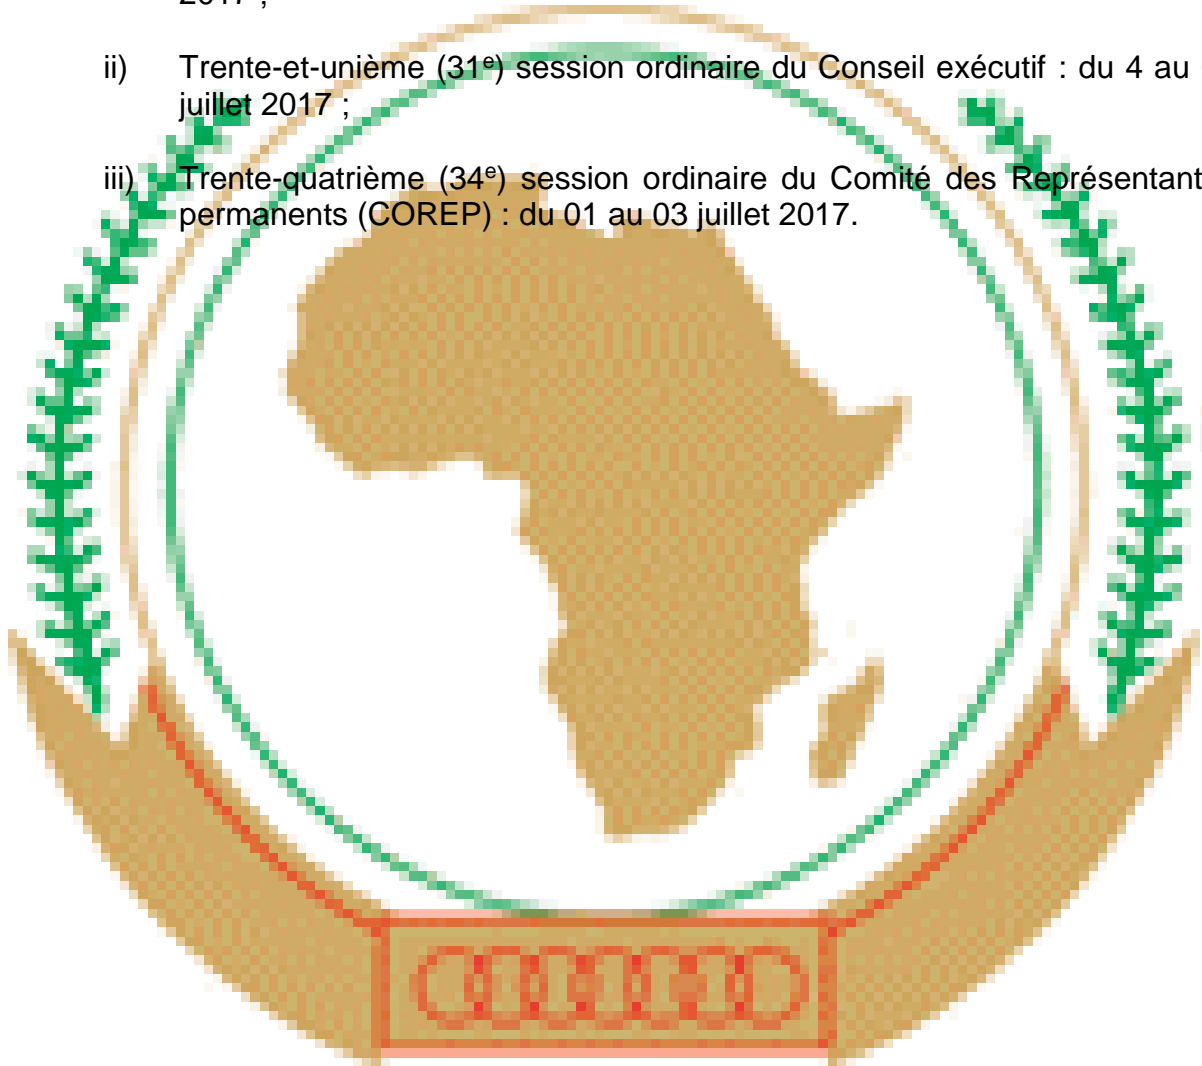 2017 ;
ii) Trente-et-unième (31e) session ordinaire du Conseil exécutif : du 4 au
juillet 2017 ;
iii) Trente-quatrième (34e) session ordinaire du Comité des Représentant
permanents (COREP) : du 01 au 03 juillet 2017.